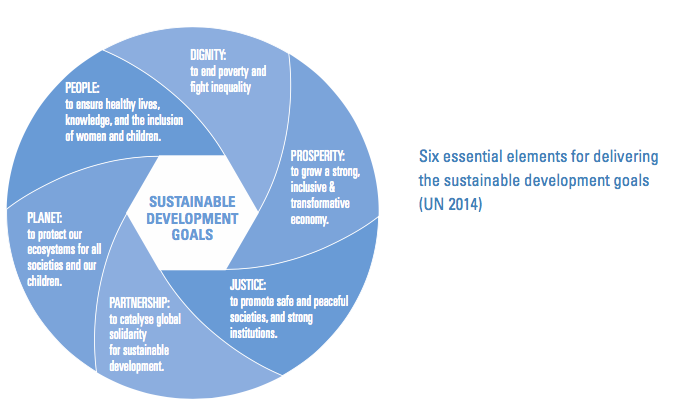 DIGNITY:
to end poverty and
fight inequality
PEOPLE:
to ensure healthy lives,
knowledge, and the inclusion
of women and children.
PROSPERITY:
to grow a strong,
inclusive &
transformative
economy.
SUSTAINABLE
DEVELOPMENT
GOALS
PLANET:
to protect our
ecosystems for all
societies and our
children.
JUSTICE:
to promote safe and peaceful
societies, and strong
institutions.
PARTNERSHIP:
to catalyse global
solidarity
for sustainable
development.
Six essential elements for delivering
the sustainable development goals
(UN 2014)